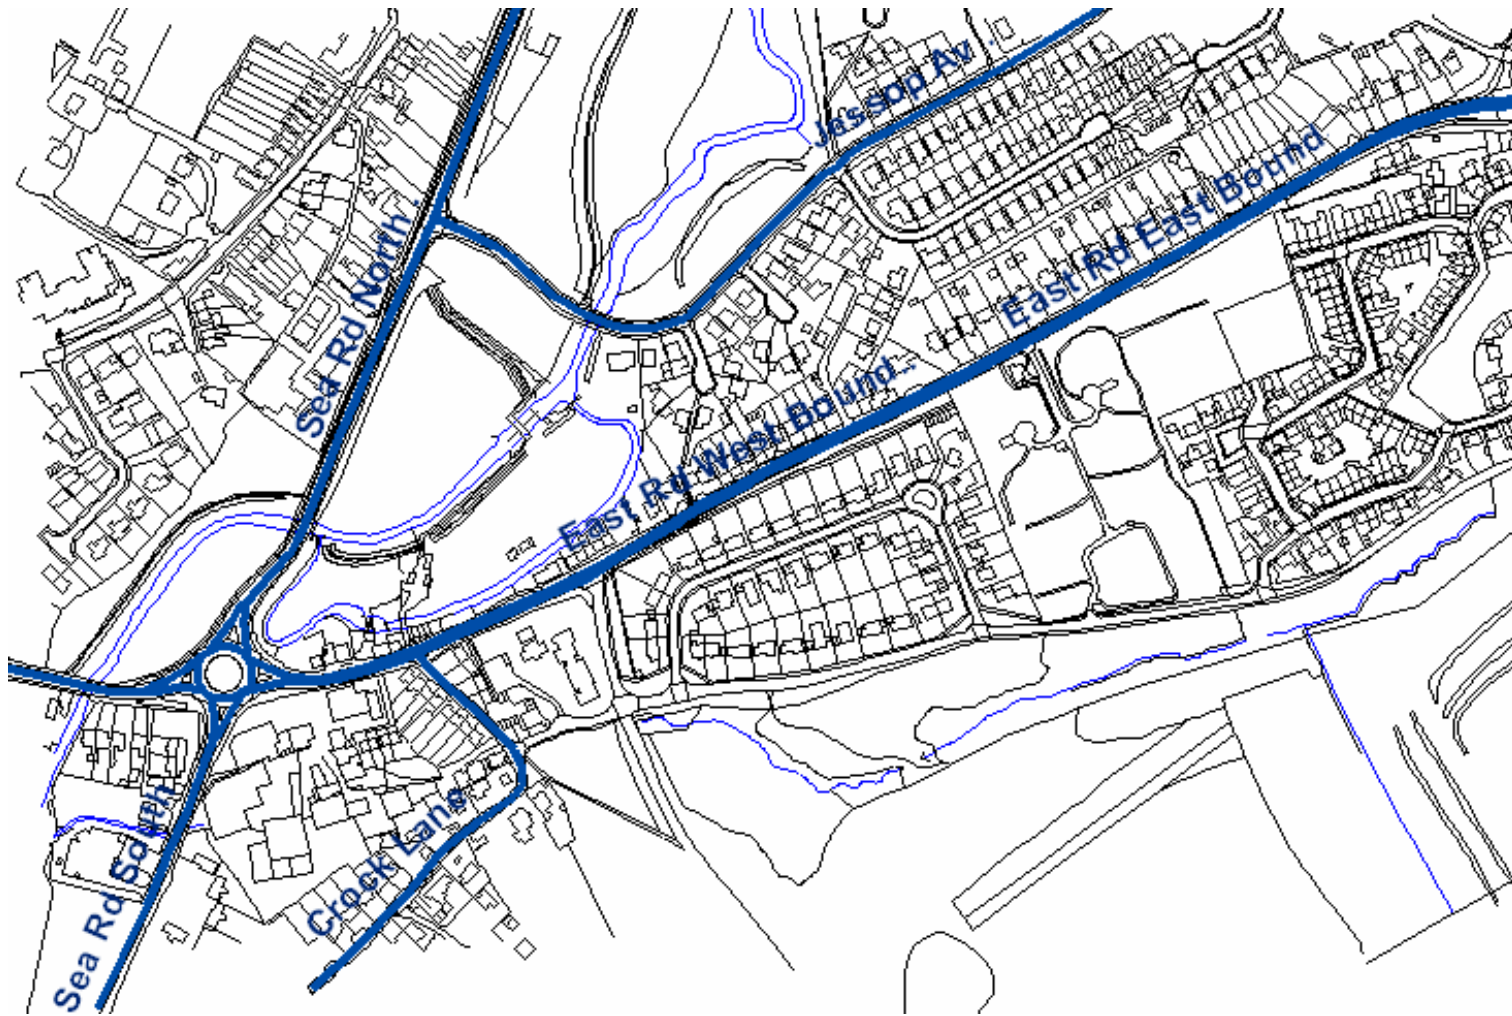 Jessop Av .
Sea Rd North .
East Rd East Bound
East Rd West Bound..
Crock Lane
Sea Rd South